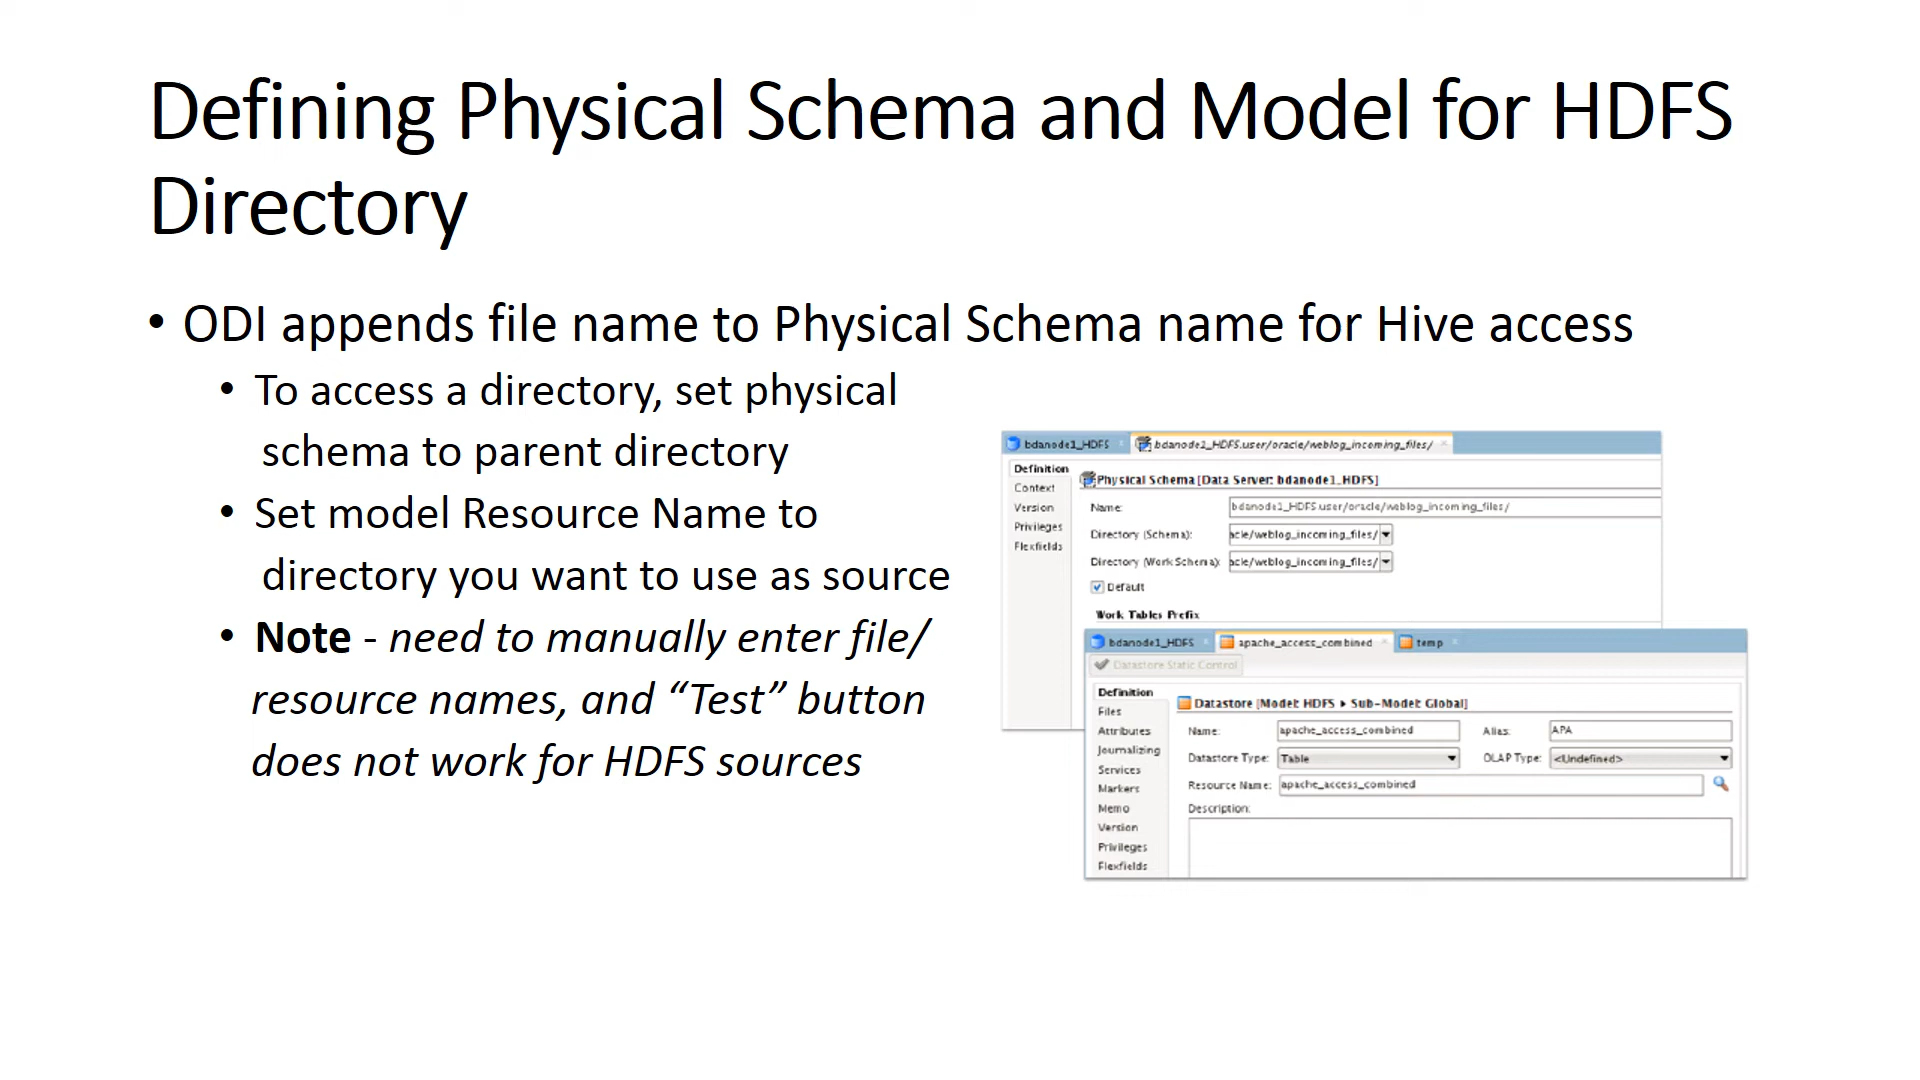 Defining Physical Schema and Model for HDFS
Directory
• ODI appends file name to Physical Schema name for Hive access
• To access a directory, set physical
schema to parent directory
• Set model Resource Name to
directory you want to use as source
• Note - need to manually enter file/
resource names, and “Test” button
does not work for HDFS sources
bdanode1_HDFS
bdanode1_HDFS.user/oracle/weblog_incoming_files/
Definition
Context
Version
Privileges
Flexfields
Physical Schema [Data Server: bdanode1_HDFS]
Name: bdanode1_HDFS.user/oracle/weblog_incoming_files/
Directory (Schema): acle/weblog_incoming_files/
Directory (Work Schema): acle/weblog_incoming_files/
Default
Work Tables Prefix
bdanode1_HDFS
apache_access_combined
temp
Datastore Static Control
Definition
Files
Attributes
Journalizing
Services
Markers
Memo
Version
Privileges
Flexfields
Datastore [Model: HDFS ▸ Sub-Model: Global]
Name: apache_access_combined Alias: APA
Datastore Type: Table OLAP Type: <Undefined>
Resource Name: apache_access_combined
Description: